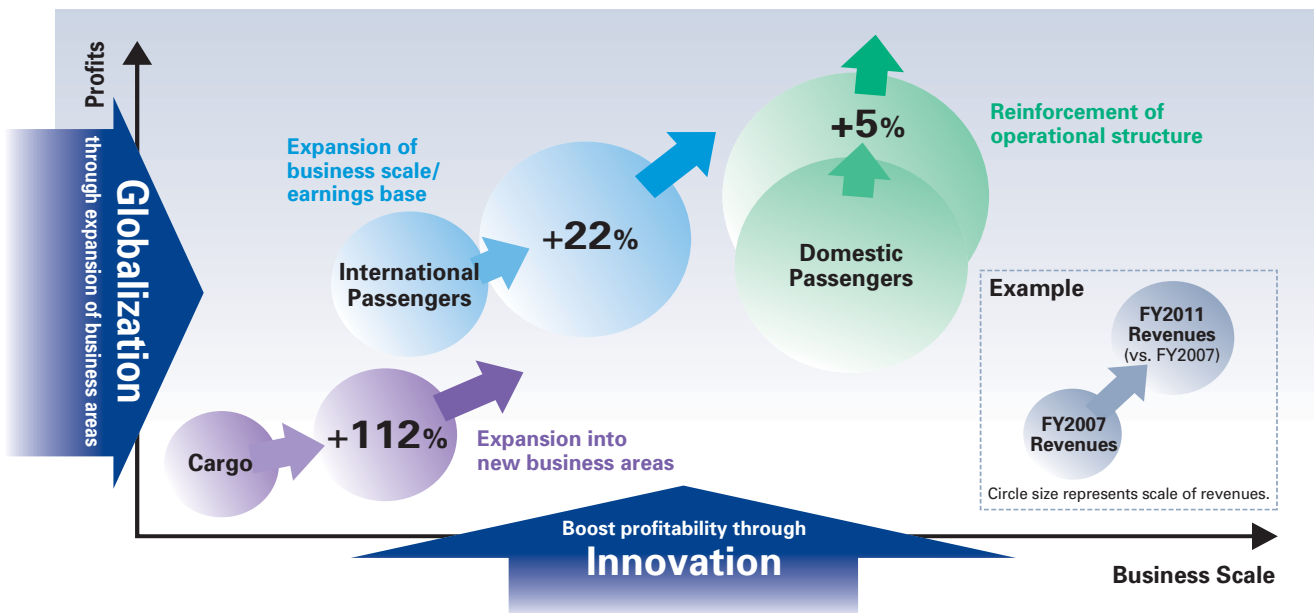 Profits
Globalization
through expansion of business areas
Expansion of
business scale/
earnings base
International
Passengers
+22%
+5%
Domestic
Passengers
Reinforcement of
operational structure
Cargo
+112%
Expansion into
new business areas
Example
FY2011
Revenues
(vs. FY2007)
FY2007
Revenues
Circle size represents scale of revenues.
Boost profitability through
Innovation
Business Scale